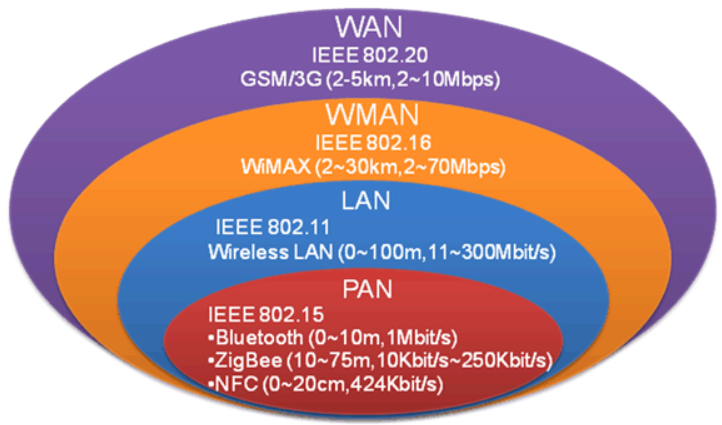 WAN
IEEE 802.20
GSM/3G (2-5km,2~10Mbps)
WMAN
IEEE 802.16
WiMAX (2~30km,2~70Mbps)
LAN
IEEE 802.11
Wireless LAN (0~100m,11~300Mbit/s)
PAN
IEEE 802.15
▪Bluetooth (0~10m,1Mbit/s)
▪ZigBee (10~75m,10Kbit/s~250Kbit/s)
▪NFC (0~20cm,424Kbit/s)